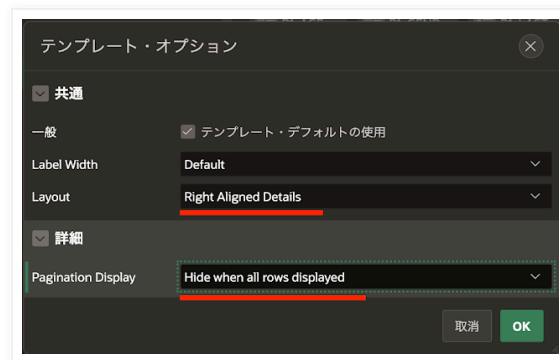 テンプレート・オプション
共通
一般 テンプレート・デフォルトの使用
Label Width Default
Layout Right Aligned Details
詳細
Pagination Display Hide when all rows displayed
取消 OK